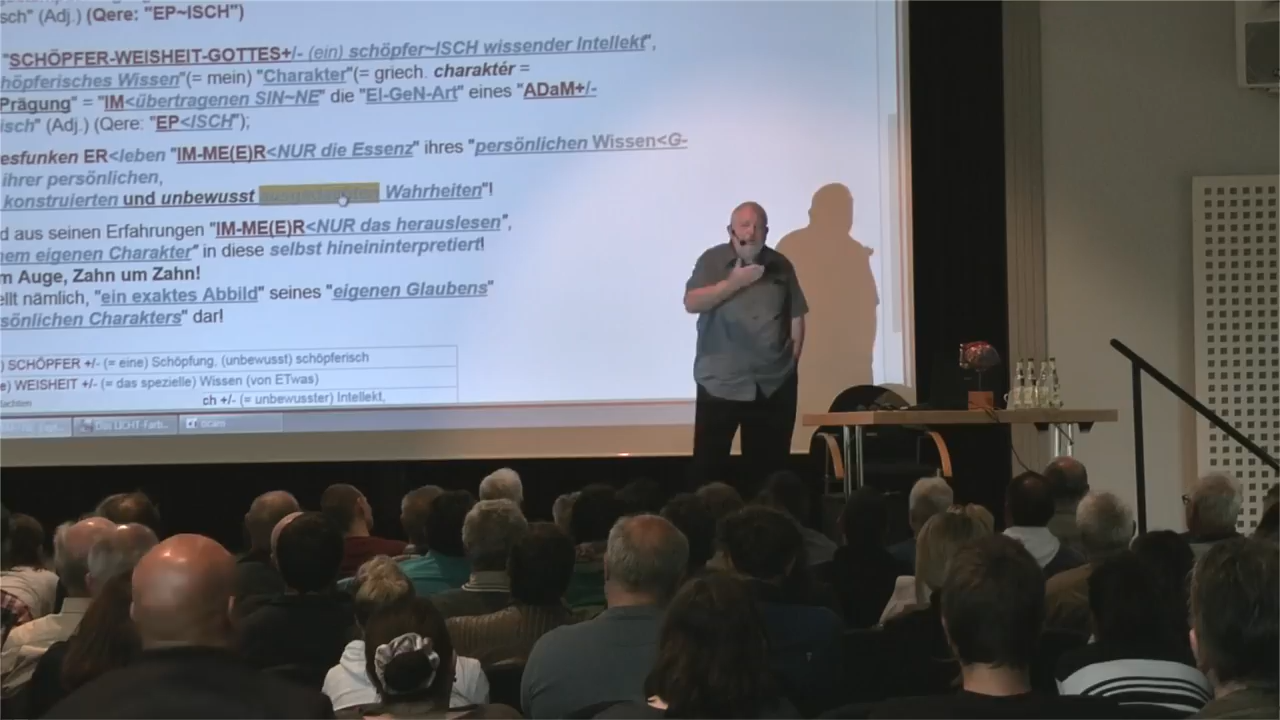 sch" (Adj.) (Qere: "EP~ISCH")
"SCHÖPFER-WEISHEIT-GOTTES+/- (ein) schöpfer~ISCH wissender Intellekt",
höpferisches Wissen"(= mein) "Charakter"(= griech. charaktér =
Prägung" = "IM<übertragenen SIN~NE" die "EI-GeN-Art" eines "ADaM+/-
isch" (Adj.) (Qere: "EP<ISCH");
esfunken ER<leben "IM-ME(E)R<NUR die Essenz" ihres "persönlichen Wissen<G-
ihrer persönlichen,
konstruierten und unbewusst Wahrheiten"!
d aus seinen Erfahrungen "IM-ME(E)R<NUR das herauslesen",
nem eigenen Charakter" in diese selbst hineininterpretiert!
m Auge, Zahn um Zahn!
ellt nämlich, "ein exaktes Abbild" seines "eigenen Glaubens"
sönlichen Charakters" dar!
) SCHÖPFER +/- (= eine) Schöpfung, (unbewusst) schöpferisch
e) WEISHEIT +/- (= das spezielle) Wissen (von ETwas)
ch +/- (= unbewusster) Intellekt,
Das LICHT-Farb...